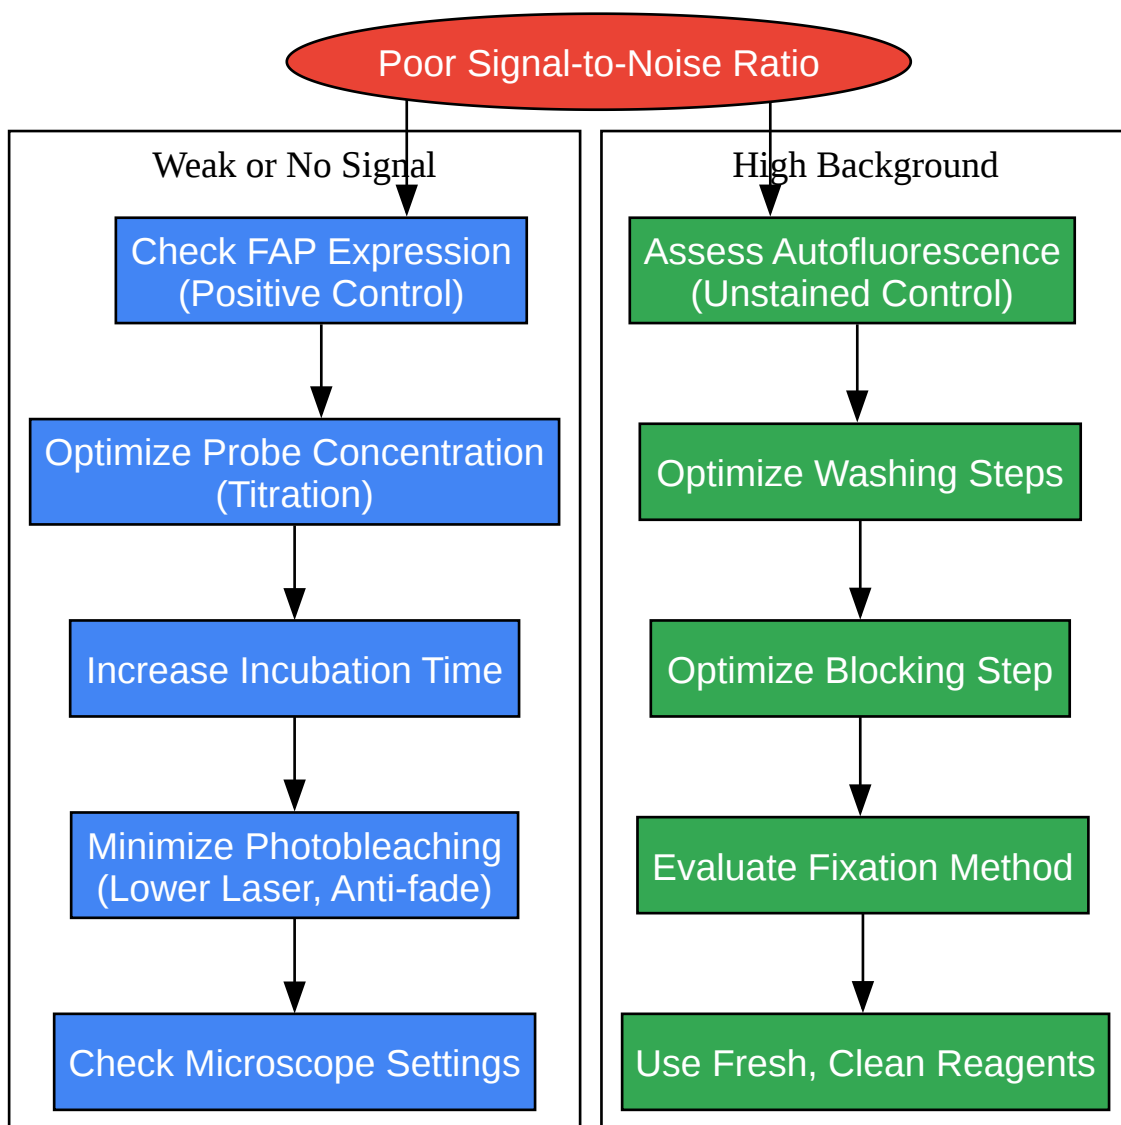 Poor Signal-to-Noise Ratio
Weak or No Signal
Check FAP Expression
(Positive Control)
Optimize Probe Concentration
(Titration)
Increase Incubation Time
Minimize Photobleaching
(Lower Laser, Anti-fade)
Check Microscope Settings
High Background
Assess Autofluorescence
(Unstained Control)
Optimize Washing Steps
Optimize Blocking Step
Evaluate Fixation Method
Use Fresh, Clean Reagents